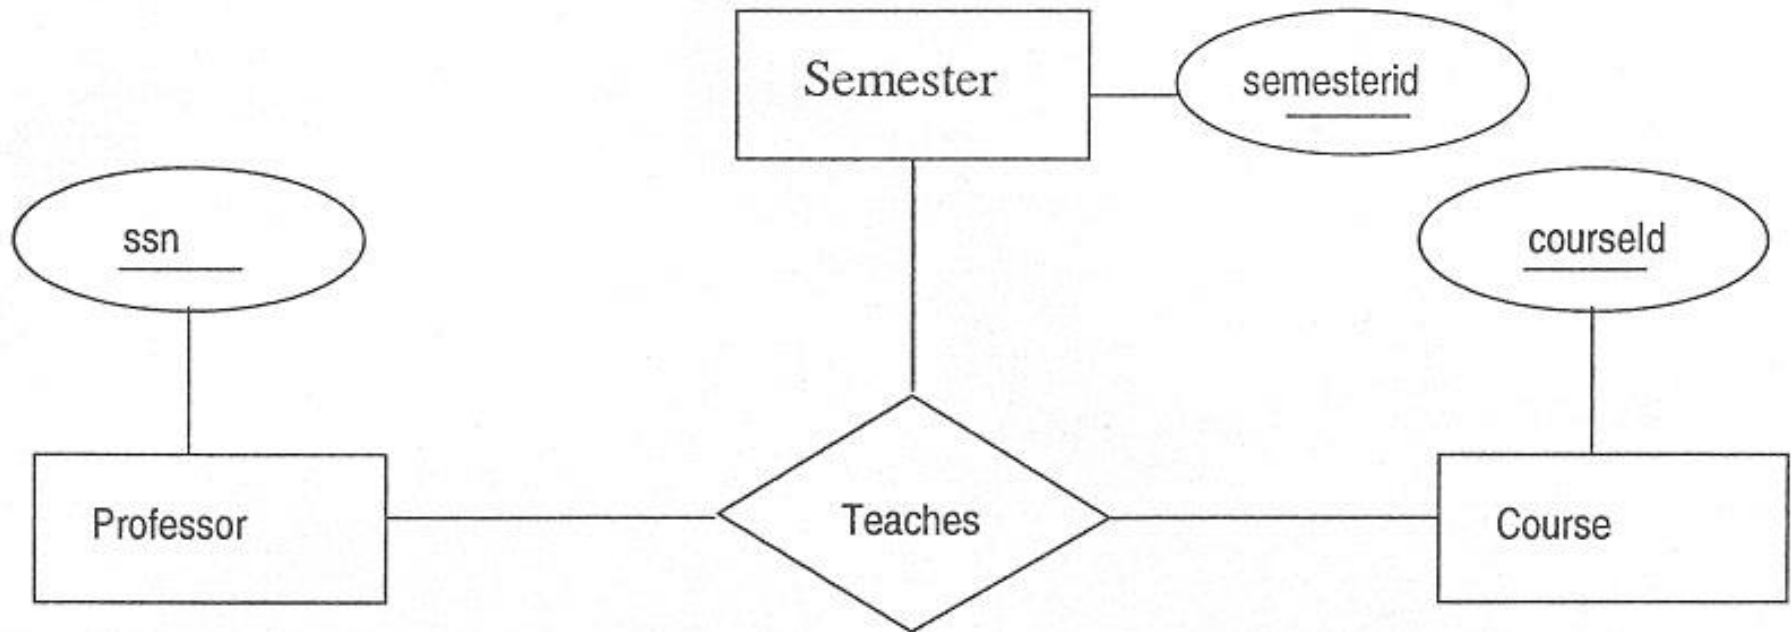 Semester
semesterid
ssn
courseId
Professor
Teaches
Course